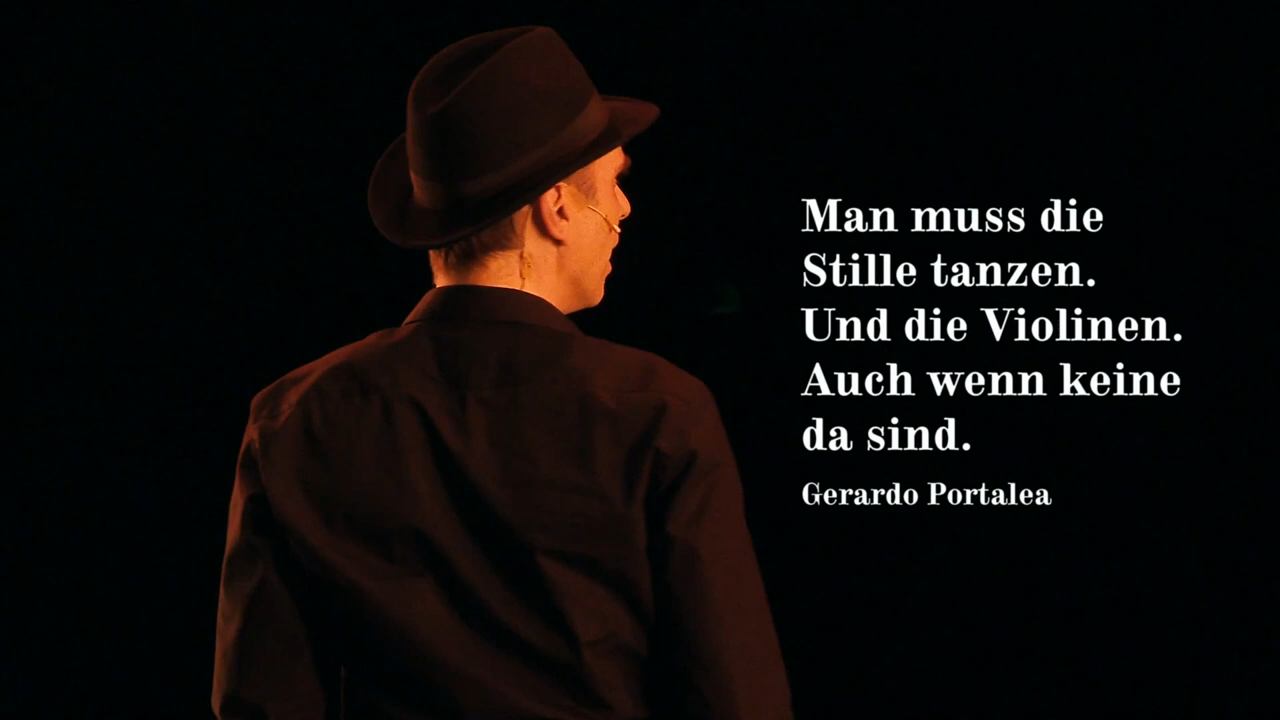 Man muss die
Stille tanzen.
Und die Violinen.
Auch wenn keine
da sind.
Gerardo Portalea